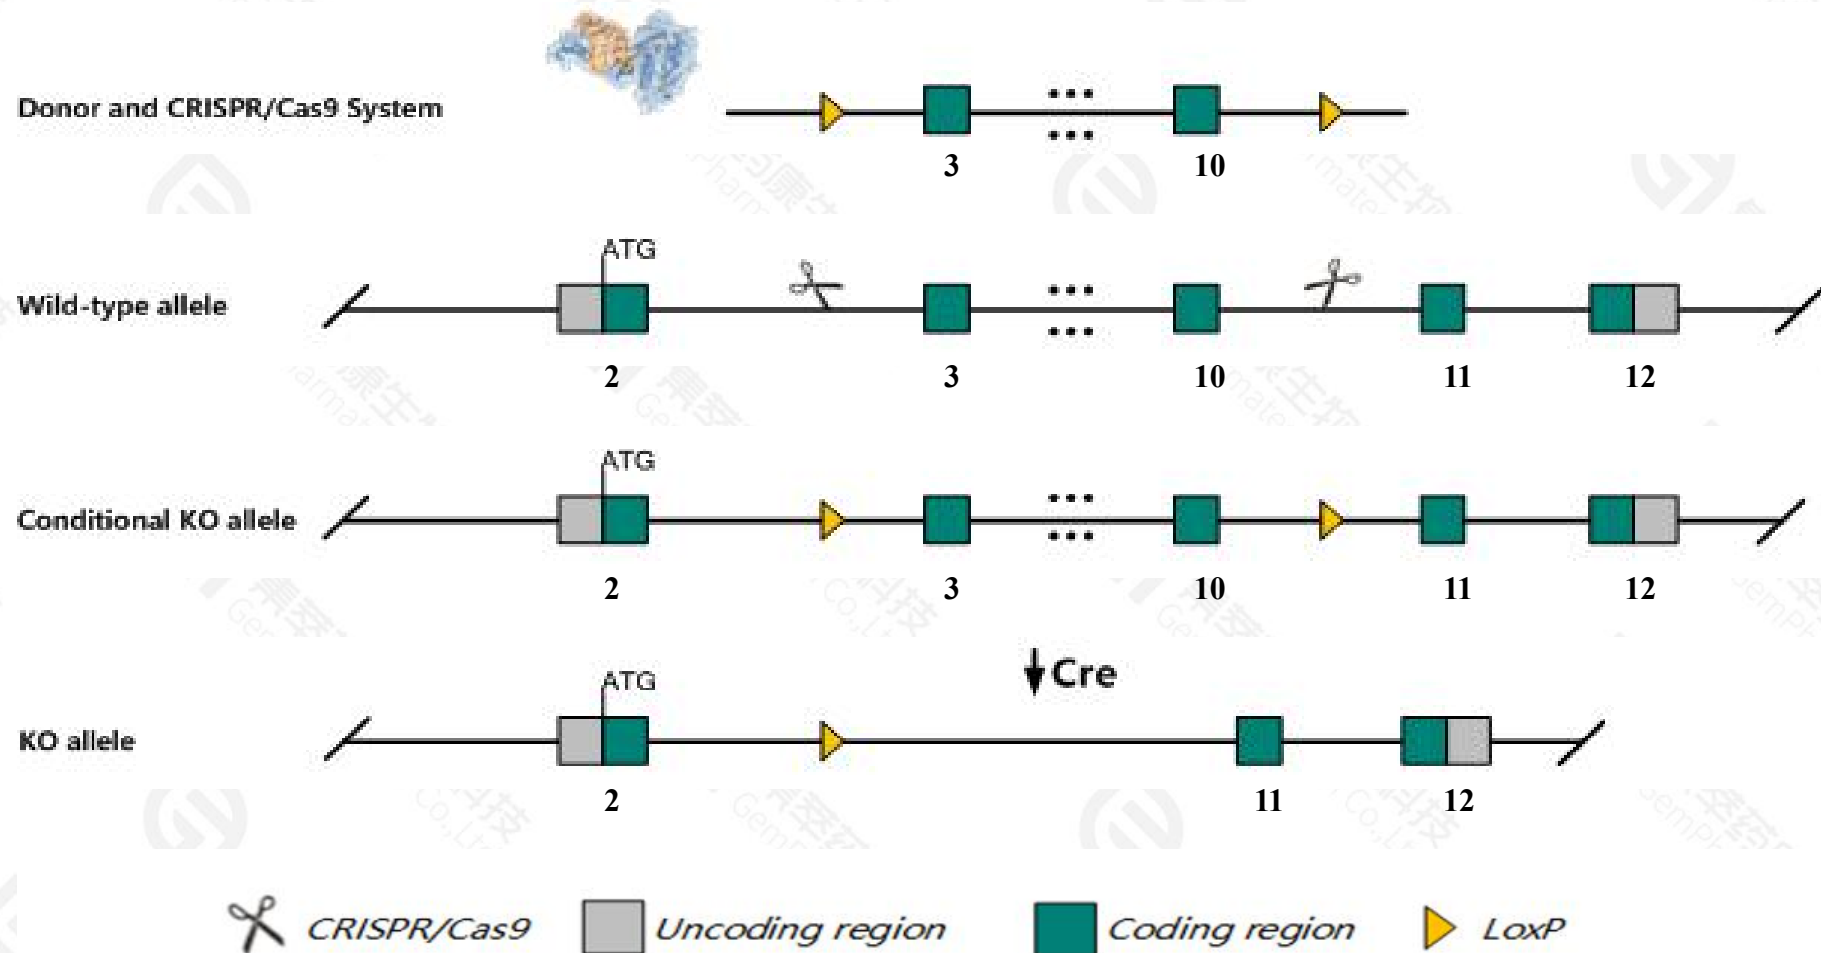 Donor and CRISPR/Cas9 System
3 10
ATG
Wild-type allele
2 3 10 11 12
ATG
Conditional KO allele
2 3 10 11 12
Cre
ATG
KO allele
2 11 12
CRISPR/Cas9 Uncoding region Coding region LoxP